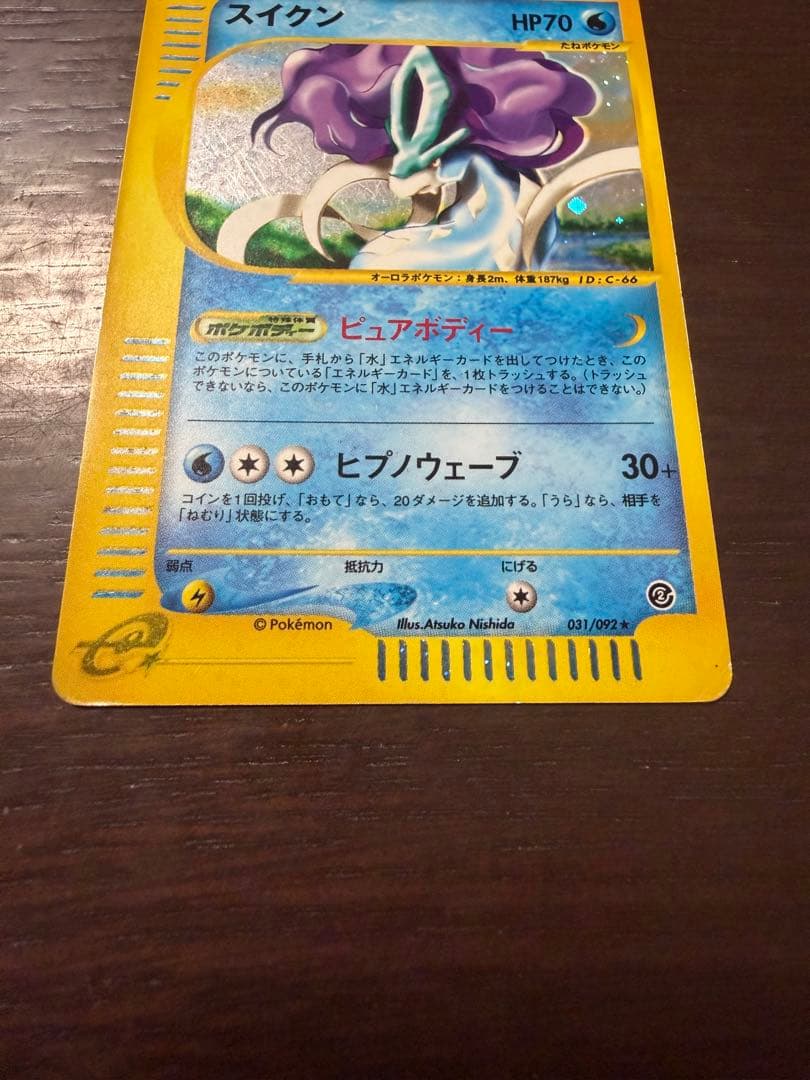 スイクン HP70
たねポケモン
オーロラポケモン：身長2m、体重187kg ID:C-66
特殊体質
ポケボディー ピュアボディー
このポケモンに、手札から「水」エネルギーカードを出してつけたとき、この
ポケモンについている「エネルギーカード」を、1枚トラッシュする。（トラッシュ
できないなら、このポケモンに「水」エネルギーカードをつけることはできない。）
ヒプノウェーブ 30+
コインを1回投げ、「おもて」なら、20ダメージを追加する。「うら」なら、相手を
「ねむり」状態にする。
弱点 抵抗力 にげる
©Pokémon Illus.Atsuko Nishida 031/092★